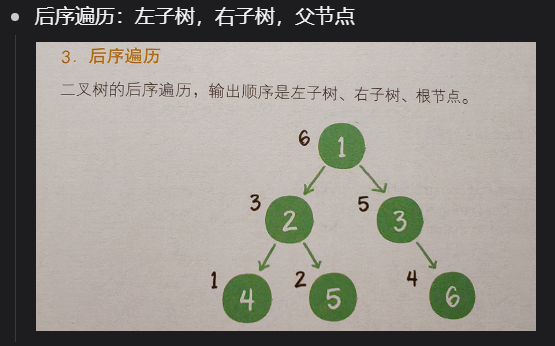 后序遍历：左子树，右子树，父节点
3．后序遍历
二叉树的后序遍历，输出顺序是左子树、右子树、根节点。
6 1
3 2 5 3
1 4 2 5 4 6